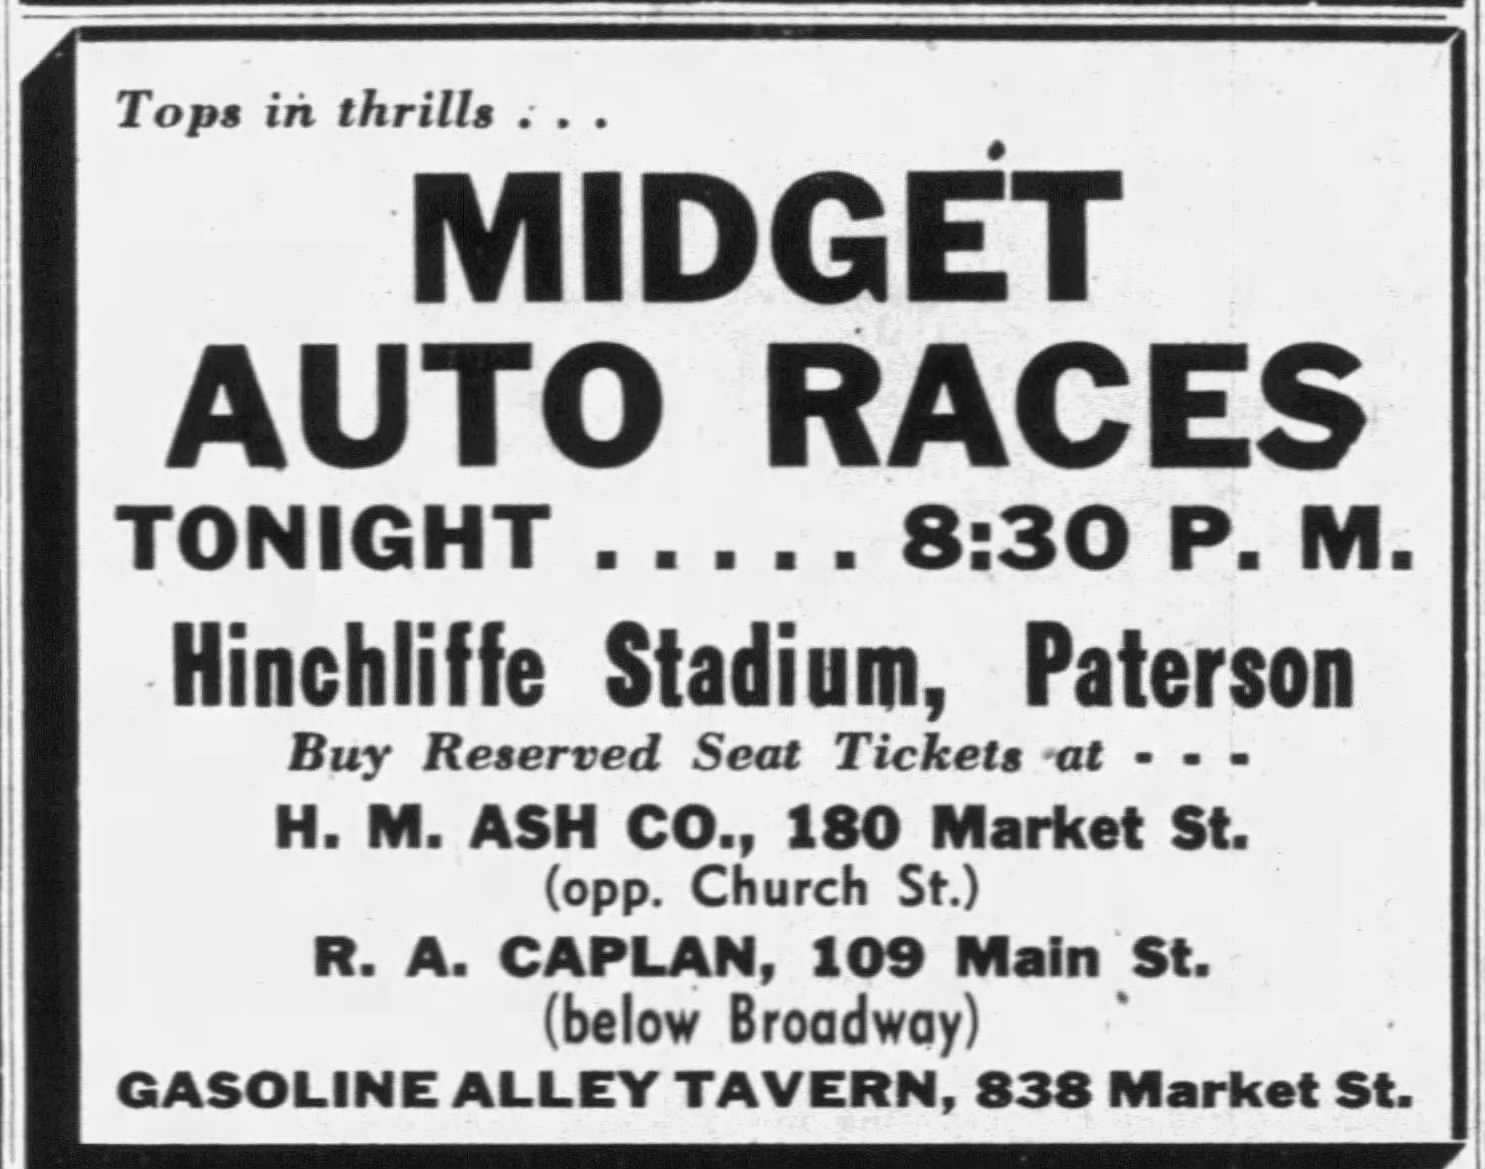 Tops in thrills . . .
MIDGET
AUTO RACES
TONIGHT . . . . . 8:30 P. M.
Hinchliffe Stadium, Paterson
Buy Reserved Seat Tickets at - - -
H. M. ASH CO., 180 Market St.
(opp. Church St.)
R. A. CAPLAN, 109 Main St.
(below Broadway)
GASOLINE ALLEY TAVERN, 838 Market St.